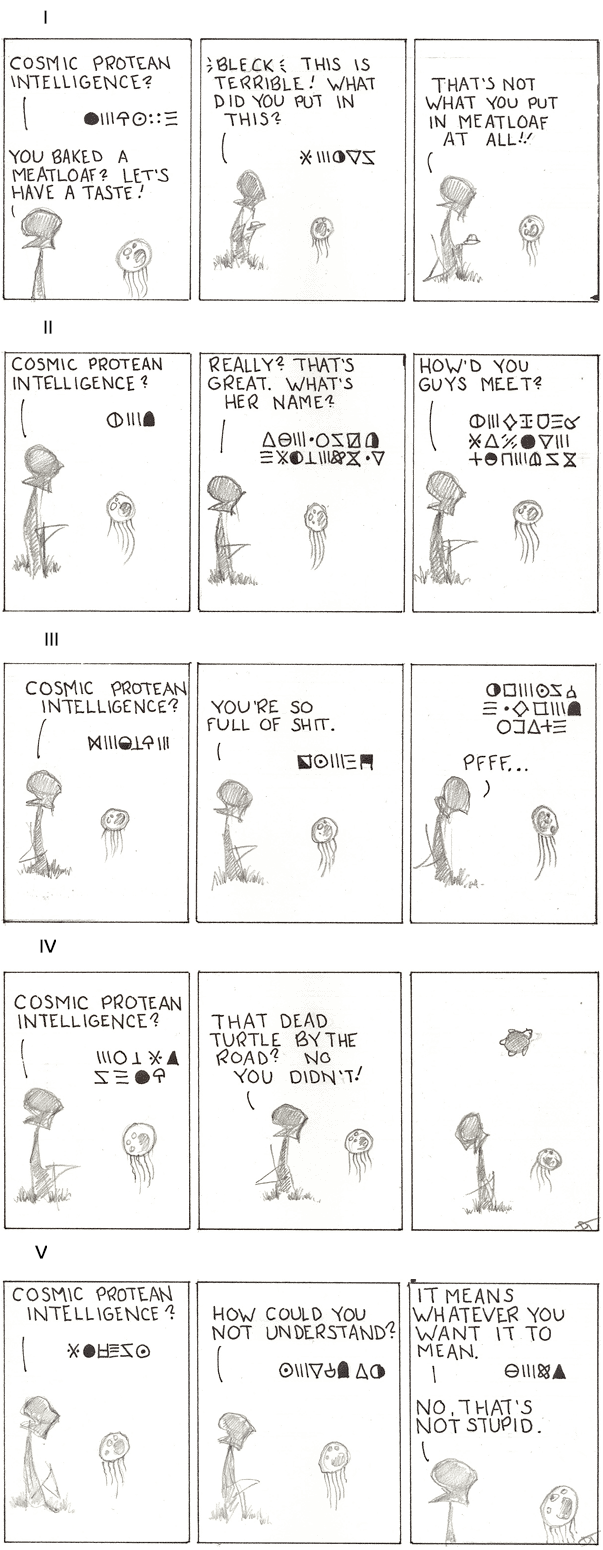 I
COSMIC PROTEAN
INTELLIGENCE?
YOU BAKED A
MEATLOAF? LET'S
HAVE A TASTE!
BLECK THIS IS
TERRIBLE! WHAT
DID YOU PUT IN
THIS?
THAT'S NOT
WHAT YOU PUT
IN MEATLOAF
AT ALL!!
II
COSMIC PROTEAN
INTELLIGENCE?
REALLY? THAT'S
GREAT. WHAT'S
HER NAME?
HOW'D YOU
GUYS MEET?
III
COSMIC PROTEAN
INTELLIGENCE?
YOU'RE SO
FULL OF SHIT.
PFFF...
IV
COSMIC PROTEAN
INTELLIGENCE?
THAT DEAD
TURTLE BY THE
ROAD? NO
YOU DIDN'T!
V
COSMIC PROTEAN
INTELLIGENCE?
HOW COULD YOU
NOT UNDERSTAND?
IT MEANS
WHATEVER YOU
WANT IT TO
MEAN.
NO, THAT'S
NOT STUPID.